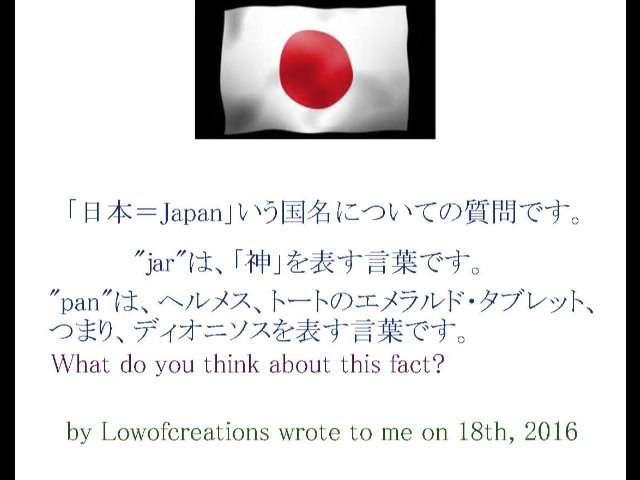 「日本＝Japan」いう国名についての質問です。
"jar"は、「神」を表す言葉です。
"pan"は、ヘルメス、トートのエメラルド・タブレット、
つまり、ディオニソスを表す言葉です。
What do you think about this fact?
by Lowofcreations wrote to me on 18th, 2016